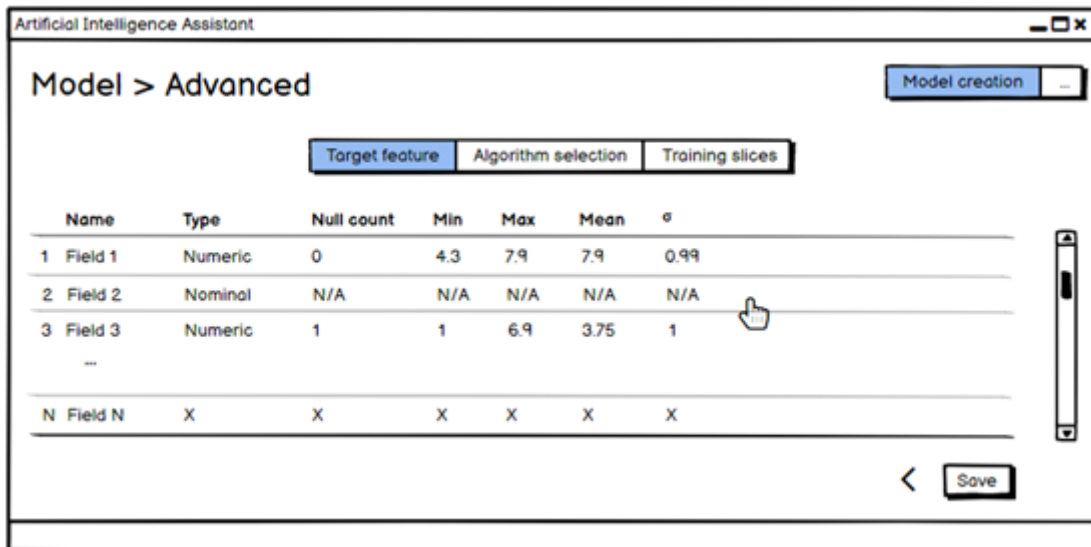 Artificial Intelligence Assistant
Model > Advanced
Model creation ...
Target feature Algorithm selection Training slices
Name Type Null count Min Max Mean σ
1 Field 1 Numeric 0 4.3 7.9 7.9 0.99
2 Field 2 Nominal N/A N/A N/A N/A N/A
3 Field 3 Numeric 1 1 6.9 3.75 1
...
N Field N X X X X X X
< Save